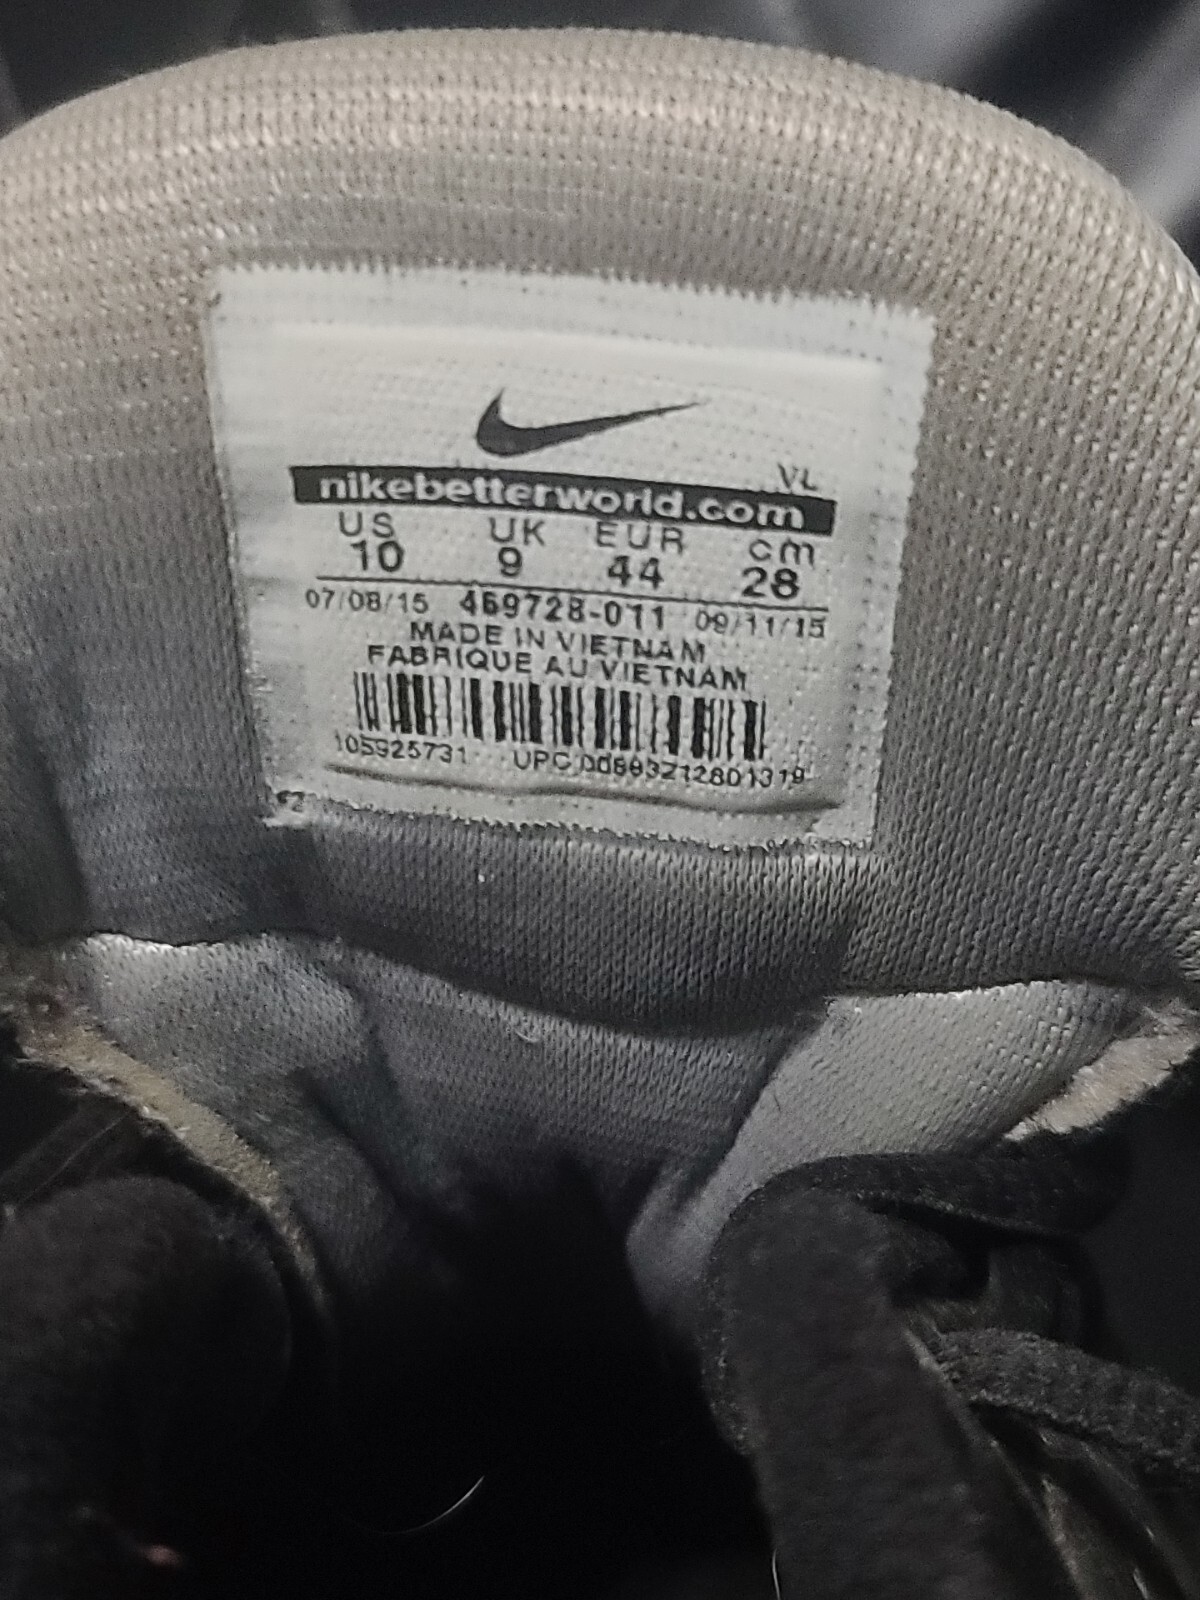 VL
nikebetterworld.com
US UK EUR cm
10 9 44 28
07/08/15 469728-011 09/11/15
MADE IN VIETNAM
FABRIQUE AU VIETNAM
105925731 UPC